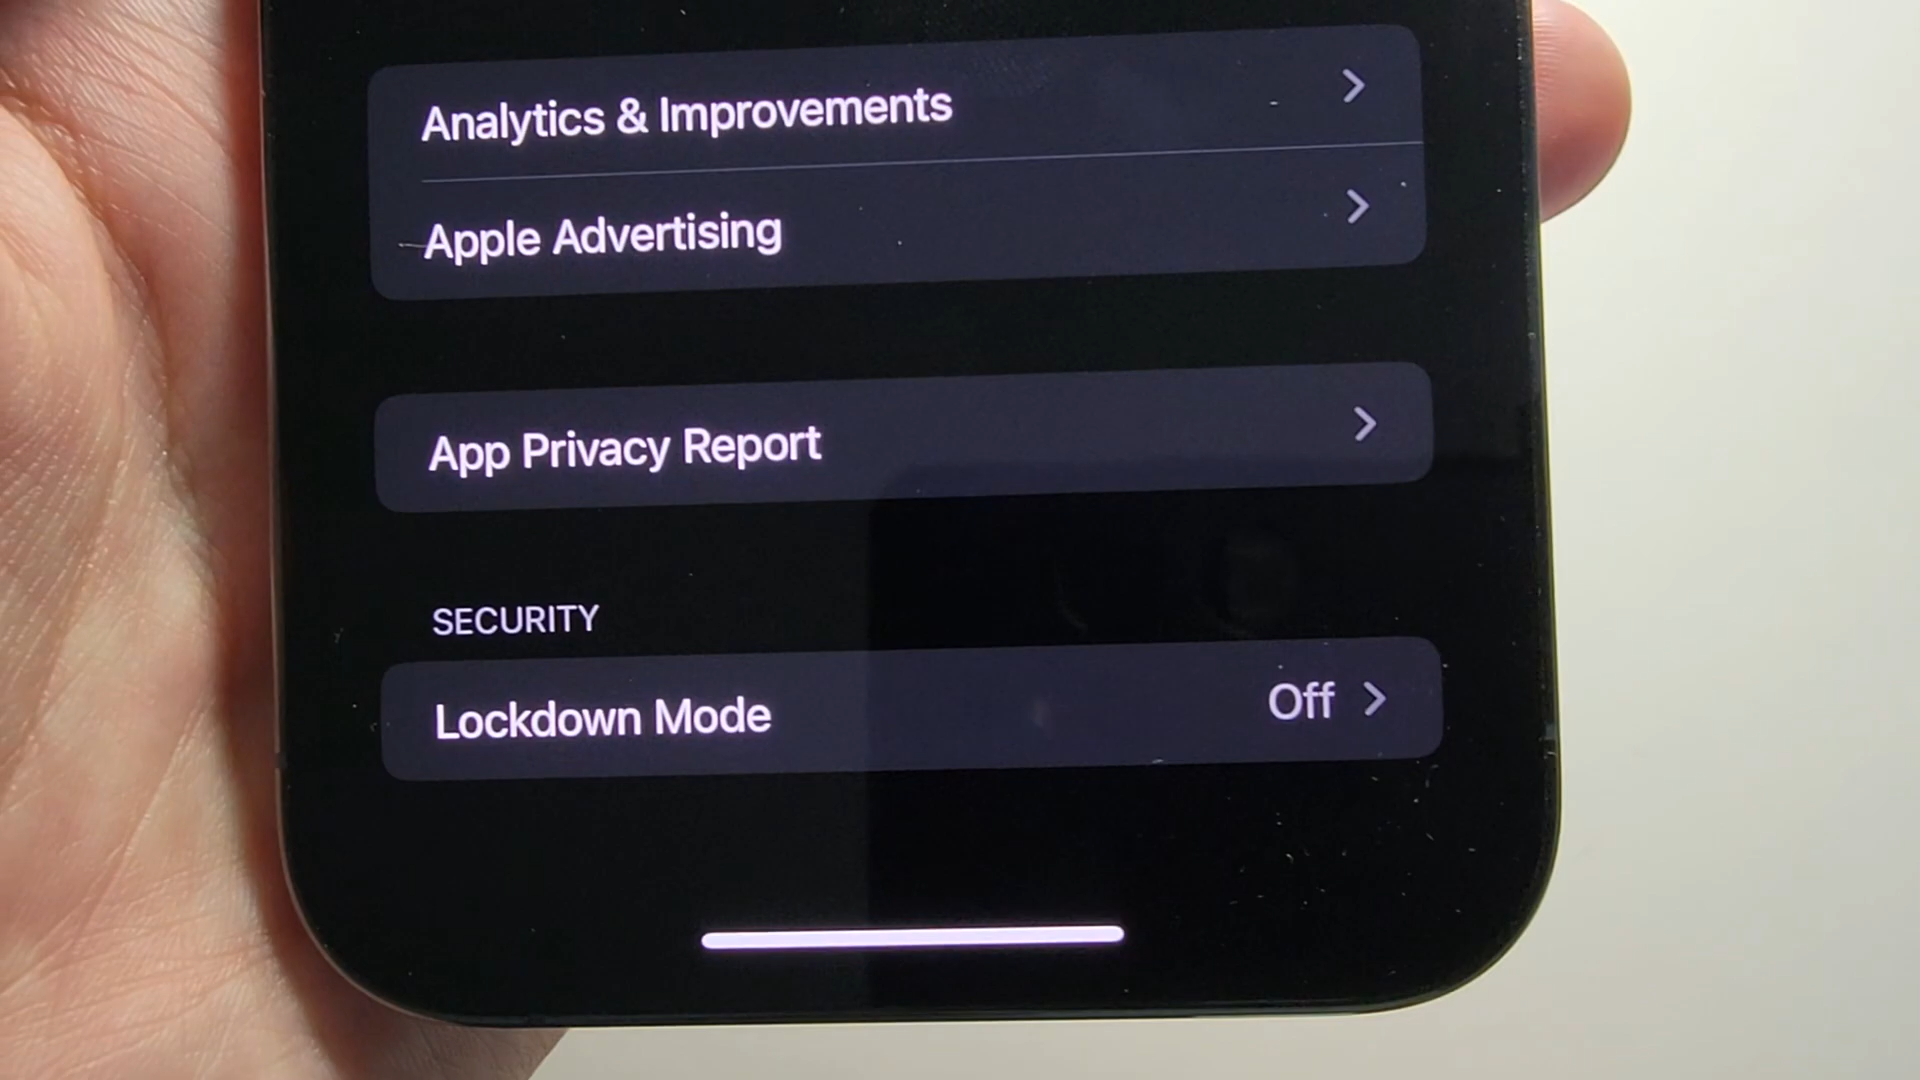 Analytics & Improvements
Apple Advertising
App Privacy Report
SECURITY
Lockdown Mode Off